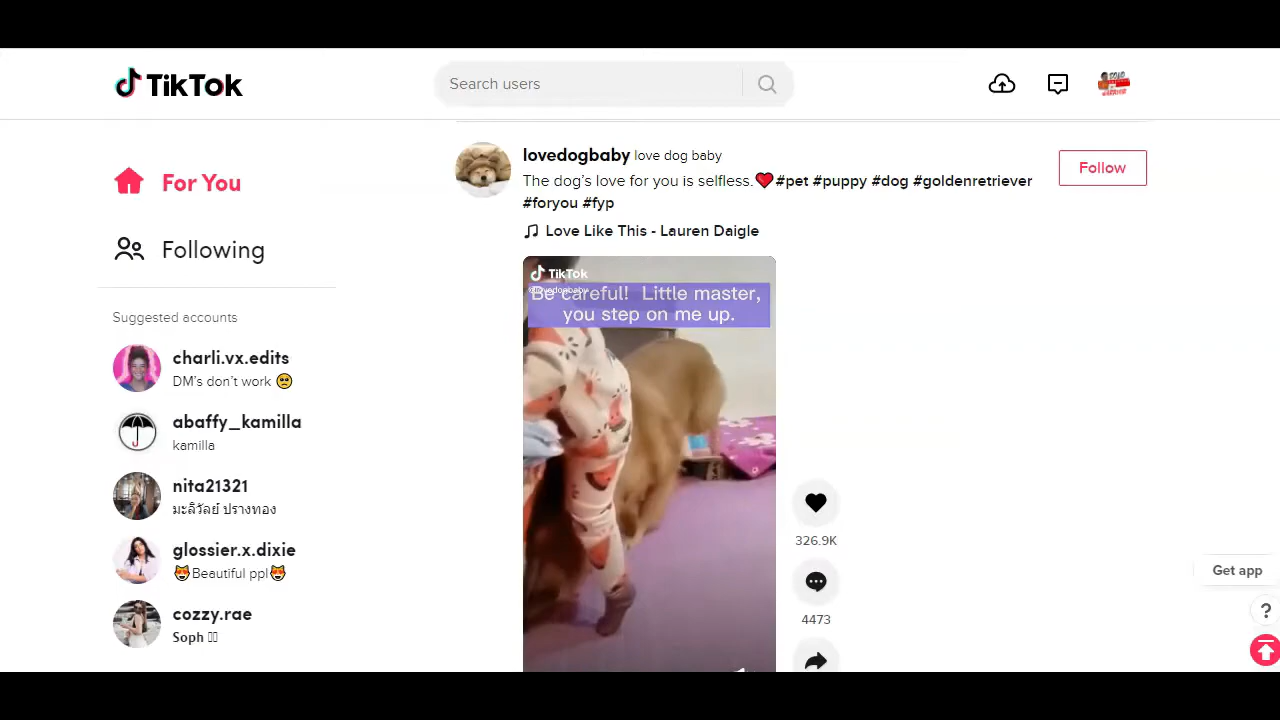 TikTok
Search users
For You
Following
Suggested accounts
charli.vx.edits
DM's don't work 🥺
abaffy_kamilla
kamilla
nita21321
มะลิวัลย์ ปรางทอง
glossier.x.dixie
😻Beautiful ppl😻
cozzy.rae
Soph
lovedogbaby love dog baby
The dog's love for you is selfless.❤️#pet #puppy #dog #goldenretriever
#foryou #fyp
Love Like This - Lauren Daigle
Follow
TikTok
Be careful! Little master,
you step on me up.
326.9K
4473
Get app
?